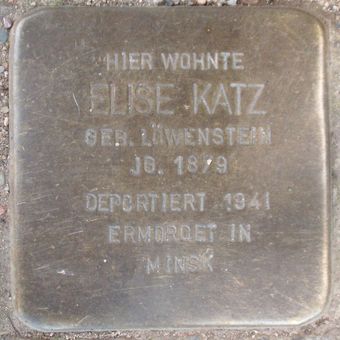 HIER WOHNTE
ELISE KATZ
GEB. LÖWENSTEIN
JG. 1879
DEPORTIERT 1941
ERMORDET IN
MINSK